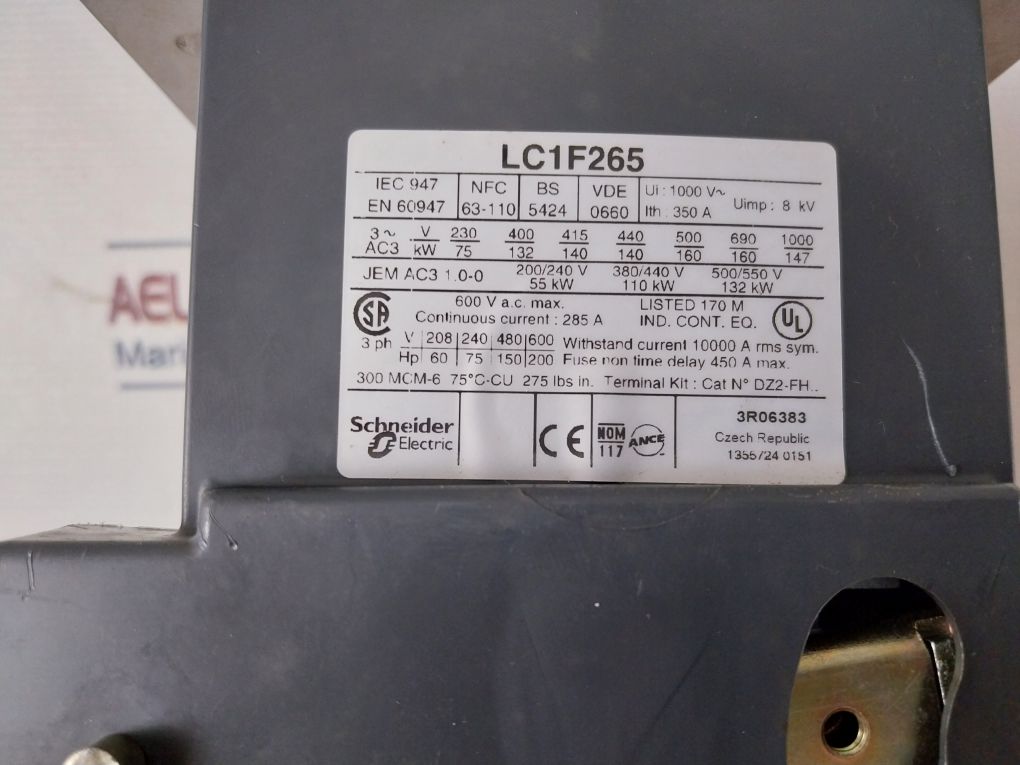 LC1F265
IEC 947
EN 60947
NFC
63-110
BS
5424
VDE
0660
Ui : 1000 V~
Ith : 350 A
Uimp : 8 kV
3 ~ V 230 400 415 440 500 690 1000
AC3 kW 75 132 140 140 160 160 147
JEM AC3 1.0-0 200/240 V 380/440 V 500/550 V
55 kW 110 kW 132 kW
SA
600 V a.c. max.
Continuous current : 285 A
LISTED 170 M
IND. CONT. EQ.
UL
3 ph V 208 240 480 600
Hp 60 75 150 200
Withstand current 10000 A rms sym.
Fuse non time delay 450 A max.
300 MCM-6 75°C-CU 275 lbs in. Terminal Kit : Cat N° DZ2-FH..
Schneider
Electric
CE
NOM
117
ANCE
3R06383
Czech Republic
1355724 0151
AEL
Mari